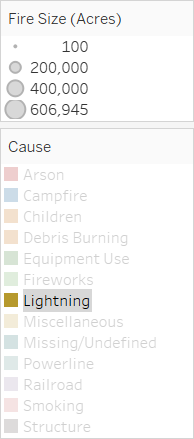 Fire Size (Acres)
100
200,000
400,000
606,945
Cause
Arson
Campfire
Children
Debris Burning
Equipment Use
Fireworks
Lightning
Miscellaneous
Missing/Undefined
Powerline
Railroad
Smoking
Structure